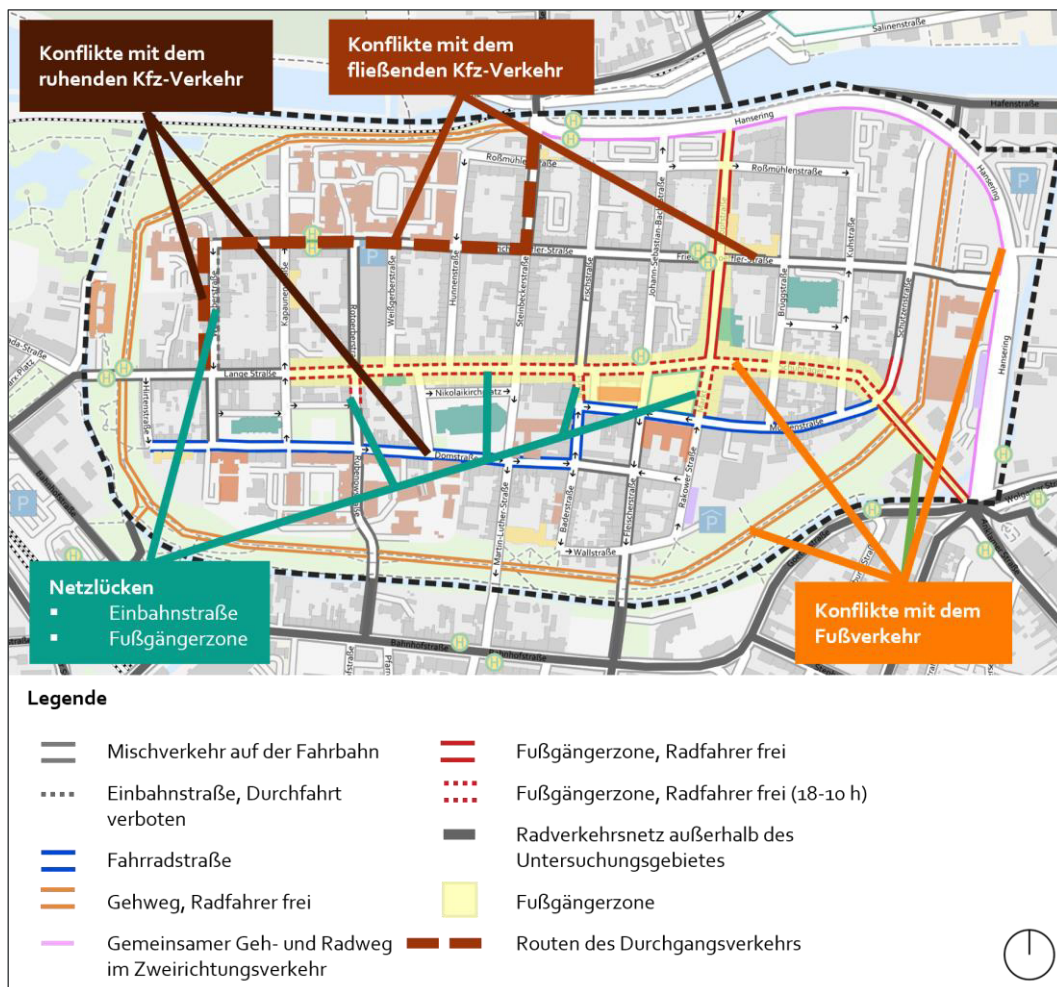 Konflikte mit dem
ruhenden Kfz-Verkehr
Konflikte mit dem
fließenden Kfz-Verkehr
Salinenstraße
Hafenstraße
Hansering
Roßmühlenstraße
Roßmühlenstraße
P
H
H
H
H
Johann-Sebastian-Bach-Straße
Kuhstraße
Kapaunenstraße
Weißgerberstraße
Hunnenstraße
Steinbeckerstraße
Fischstraße
Brüggstraße
Schützenstraße
Hansering
Hansering
P
Lange Straße
Nikolaikirchplatz
Domstraße
Martin-Luther-Straße
Baderstraße
Fleischerstraße
Rakower Straße
Wallstraße
Bahnhofstraße
Bahnhofstraße
P
P
H
H
H
Netzlücken
▪ Einbahnstraße
▪ Fußgängerzone
Konflikte mit dem
Fußverkehr
Legende
Mischverkehr auf der Fahrbahn
Einbahnstraße, Durchfahrt
verboten
Fahrradstraße
Gehweg, Radfahrer frei
Gemeinsamer Geh- und Radweg
im Zweirichtungsverkehr
Fußgängerzone, Radfahrer frei
Fußgängerzone, Radfahrer frei (18-10 h)
Radverkehrsnetz außerhalb des
Untersuchungsgebietes
Fußgängerzone
Routen des Durchgangsverkehrs